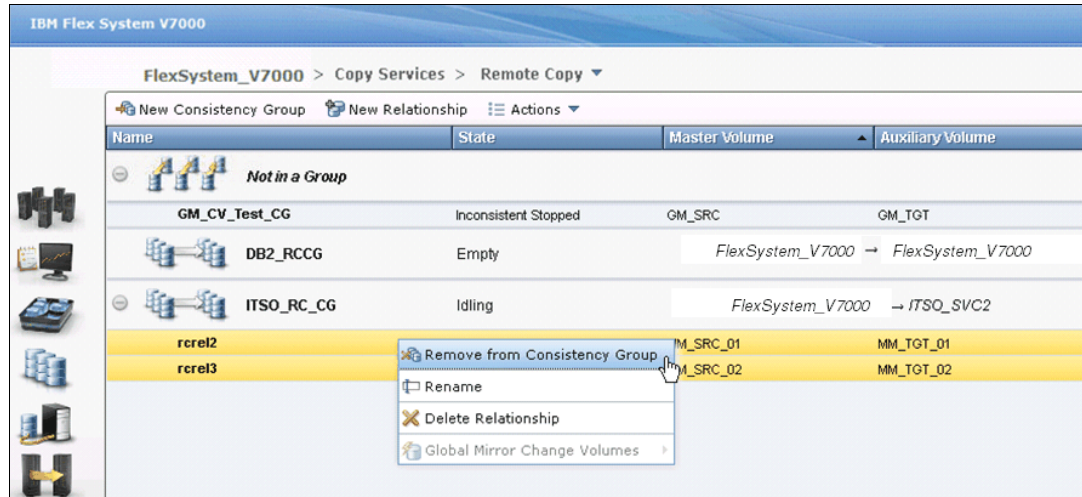 IBM Flex System V7000
FlexSystem_V7000 > Copy Services > Remote Copy
New Consistency Group New Relationship Actions
Name State Master Volume Auxiliary Volume
Not in a Group
GM_CV_Test_CG Inconsistent Stopped GM_SRC GM_TGT
DB2_RCCG Empty FlexSystem_V7000 → FlexSystem_V7000
ITSO_RC_CG Idling FlexSystem_V7000 → ITSO_SVC2
rcrel2 MM_TGT_01
Remove from Consistency Group
rcrel3 MM_TGT_02
Rename
Delete Relationship
Global Mirror Change Volumes